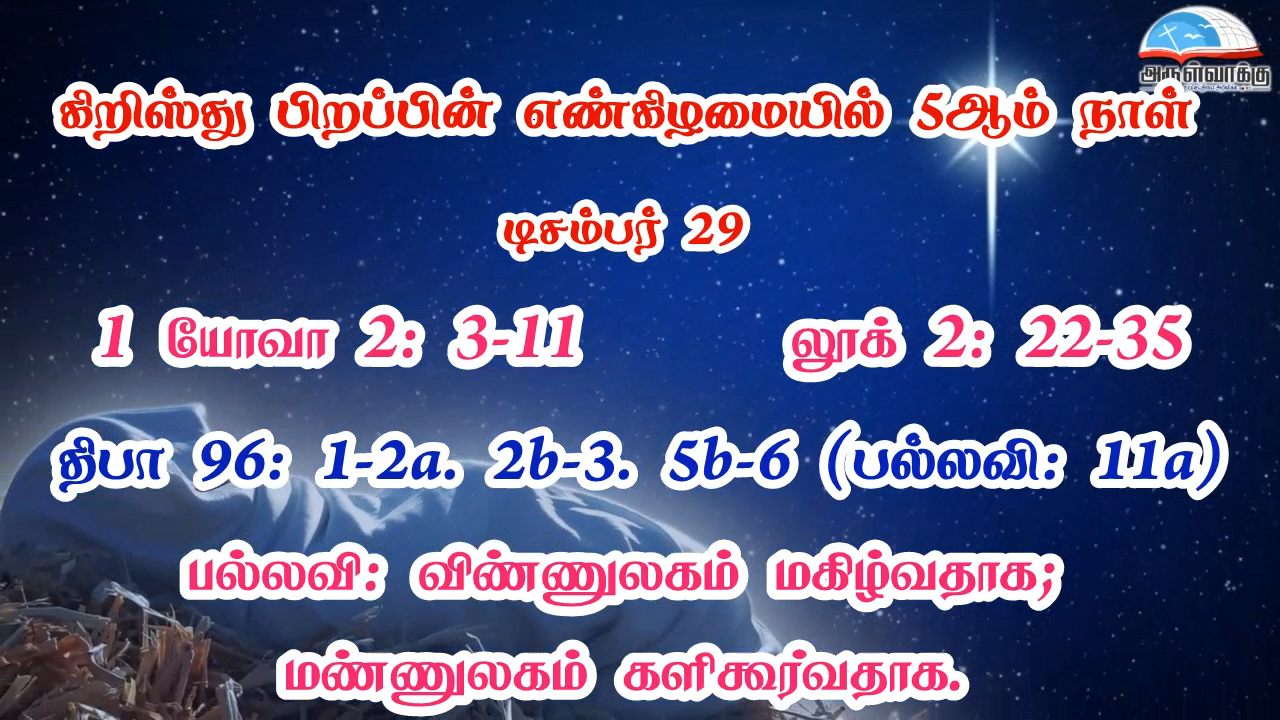 அருள்வாக்கு
கிறிஸ்து பிறப்பின் எண்கிழமையில் 5ஆம் நாள்
டிசம்பர் 29
1 யோவா 2: 3-11 லூக் 2: 22-35
திபா 96: 1-2a. 2b-3. 5b-6 (பல்லவி: 11a)
பல்லவி: விண்ணுலகம் மகிழ்வதாக;
மண்ணுலகம் களிகூர்வதாக.